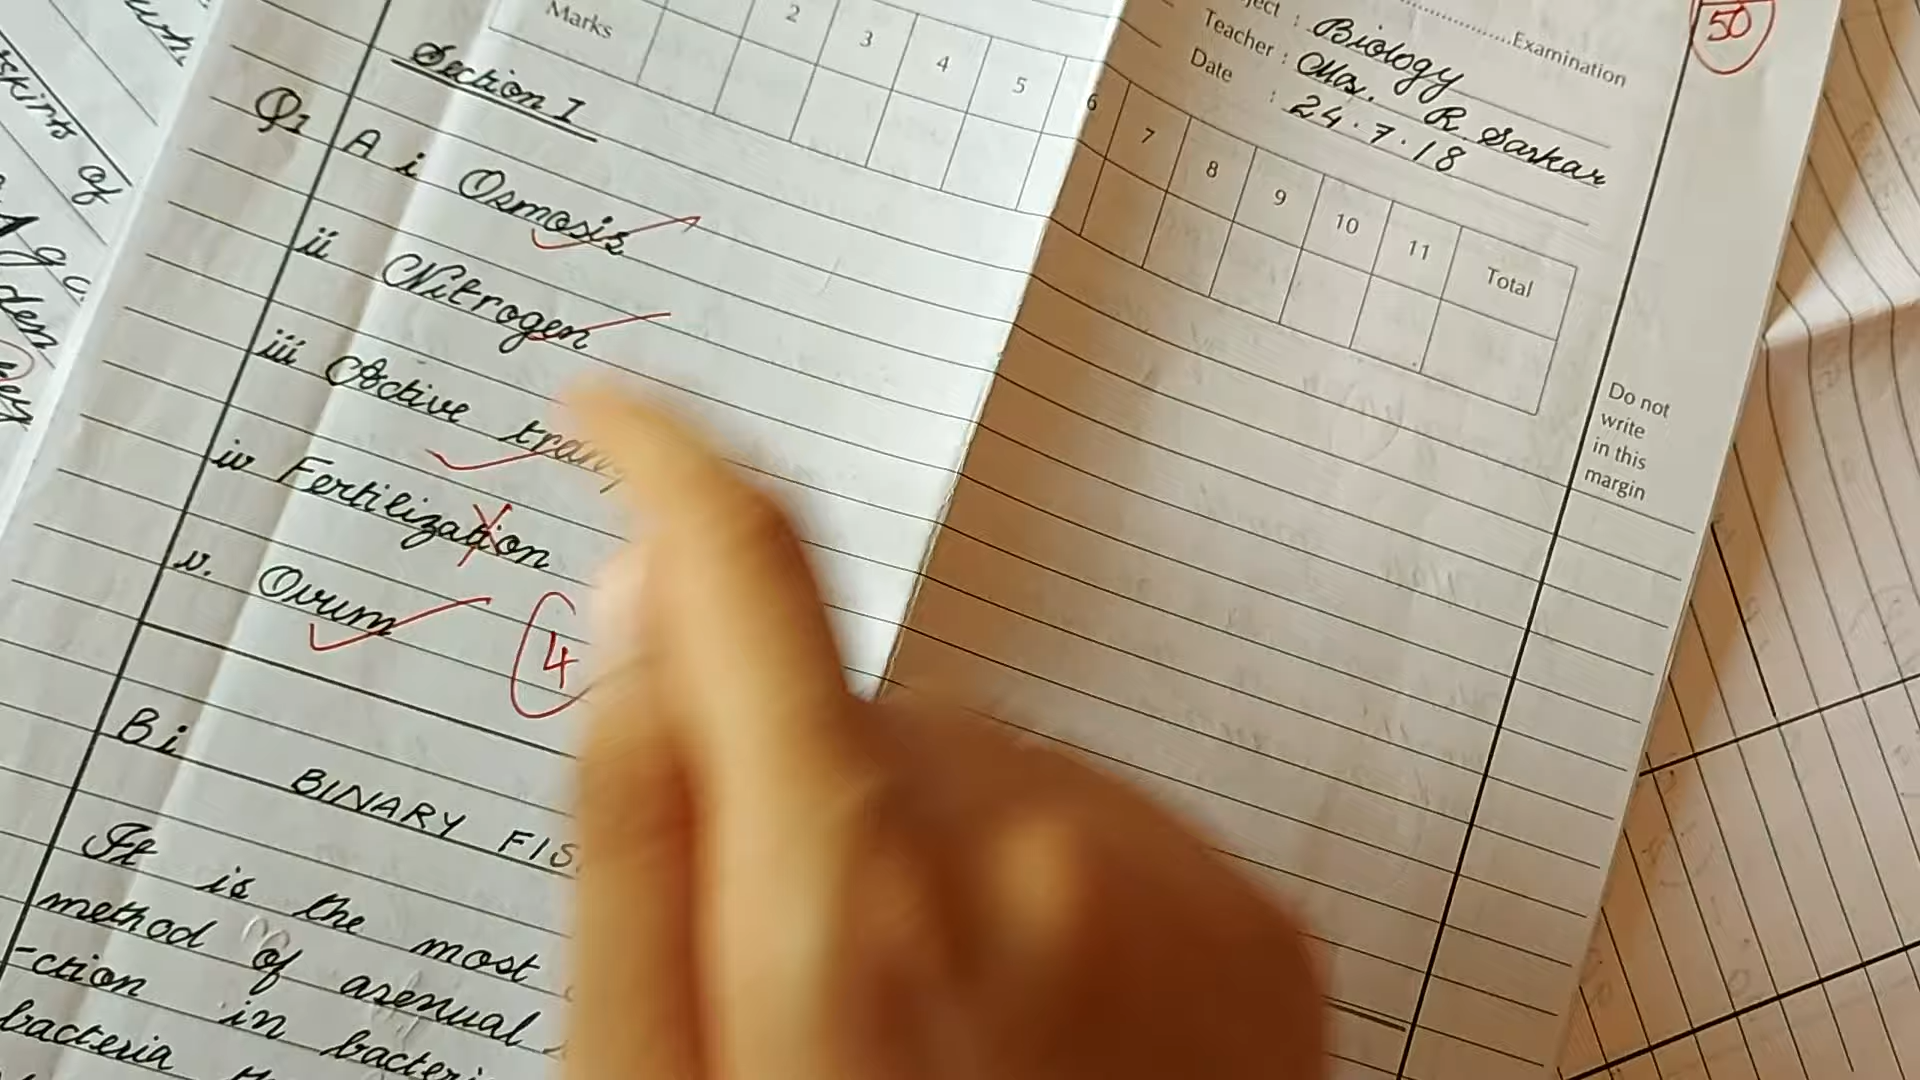 Marks 2 3 4 5 6 7 8 9 10 11 Total
Examination
: Biology
Teacher : Ms. R Sarkar
Date : 24.7.18
50
Do not
write
in this
margin
Section I
Q1 A i Osmosis
ii Nitrogen
iii Active
iv Fertilization
v. Ovum
4
B i
BINARY
It is the most
method of asexual
-ction in
bacteria
of